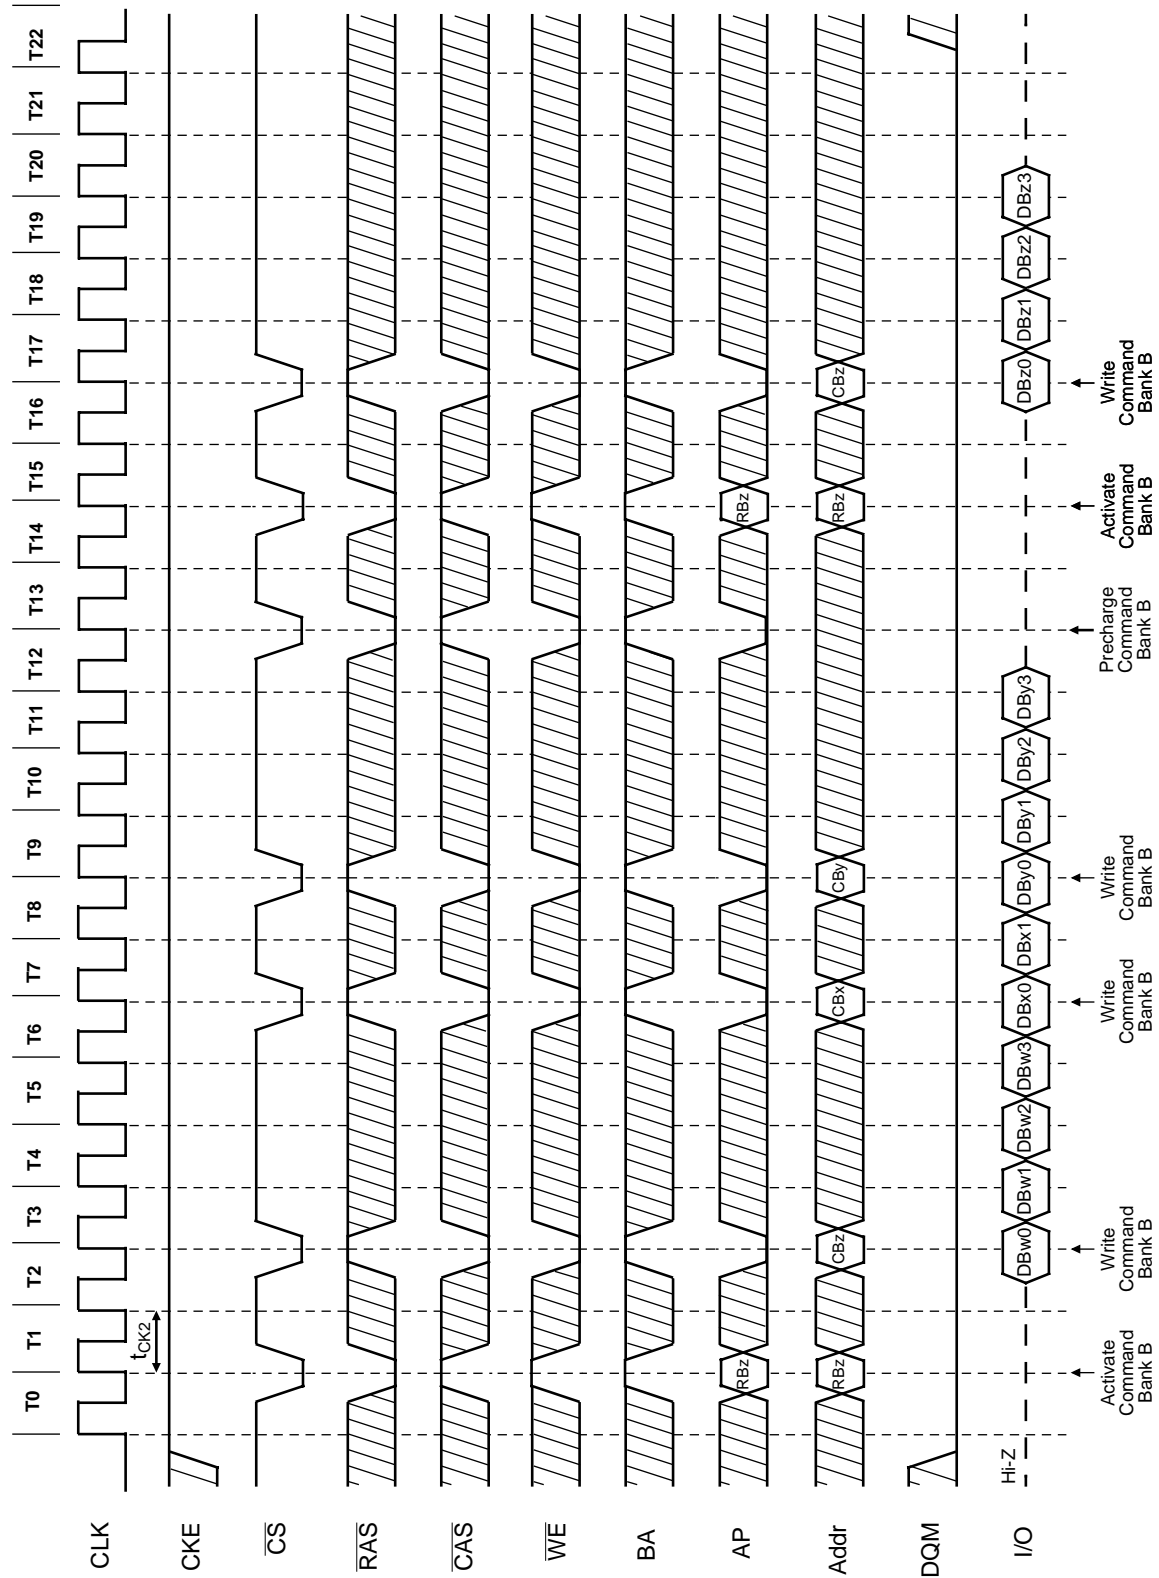 T0 T1 T2 T3 T4 T5 T6 T7 T8 T9 T10 T11 T12 T13 T14 T15 T16 T17 T18 T19 T20 T21 T22
CLK
tCK2
CKE
CS
RAS
CAS
WE
BA
AP
RBz RBz
Addr
RBz CBz CBx CBy RBz CBz
DQM
Hi-Z
I/O
DBw0 DBw1 DBw2 DBw3 DBx0 DBx1 DBy0 DBy1 DBy2 DBy3 DBz0 DBz1 DBz2 DBz3
Activate
Command
Bank B
Write
Command
Bank B
Write
Command
Bank B
Write
Command
Bank B
Precharge
Command
Bank B
Activate
Command
Bank B
Write
Command
Bank B